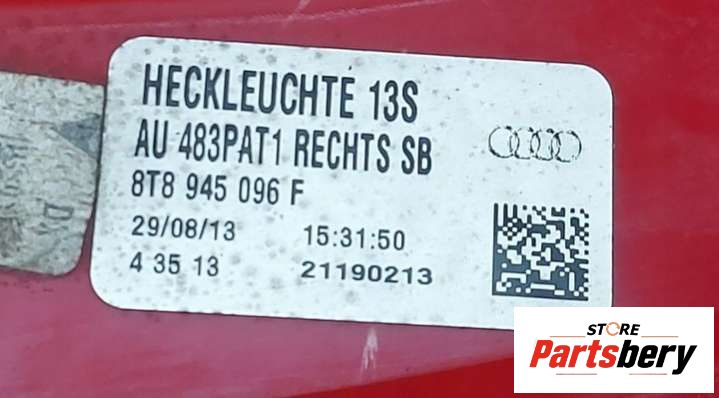 HECKLEUCHTE 13S
AU 483PAT1 RECHTS SB
8T8 945 096 F
29/08/13 15:31:50
4 35 13 21190213
STORE
Partsbery